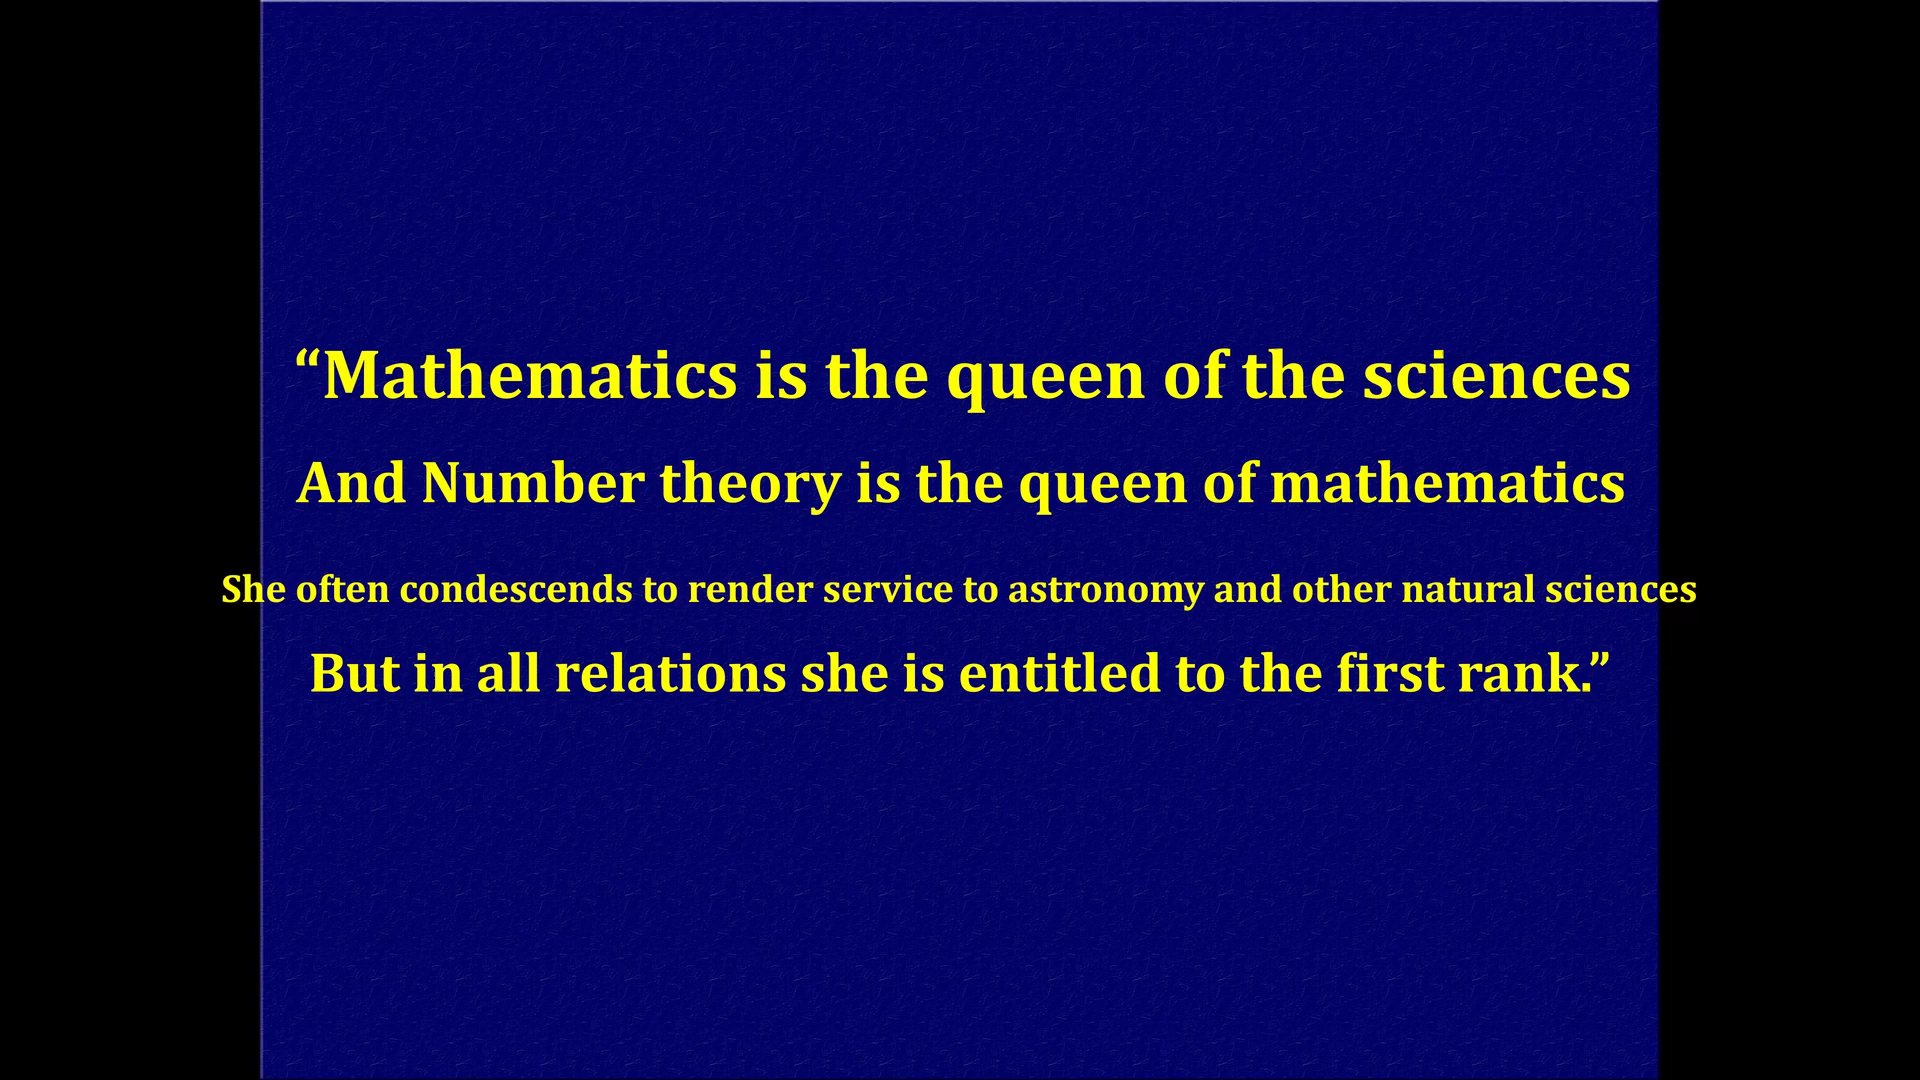 “Mathematics is the queen of the sciences
And Number theory is the queen of mathematics
She often condescends to render service to astronomy and other natural sciences
But in all relations she is entitled to the first rank.”